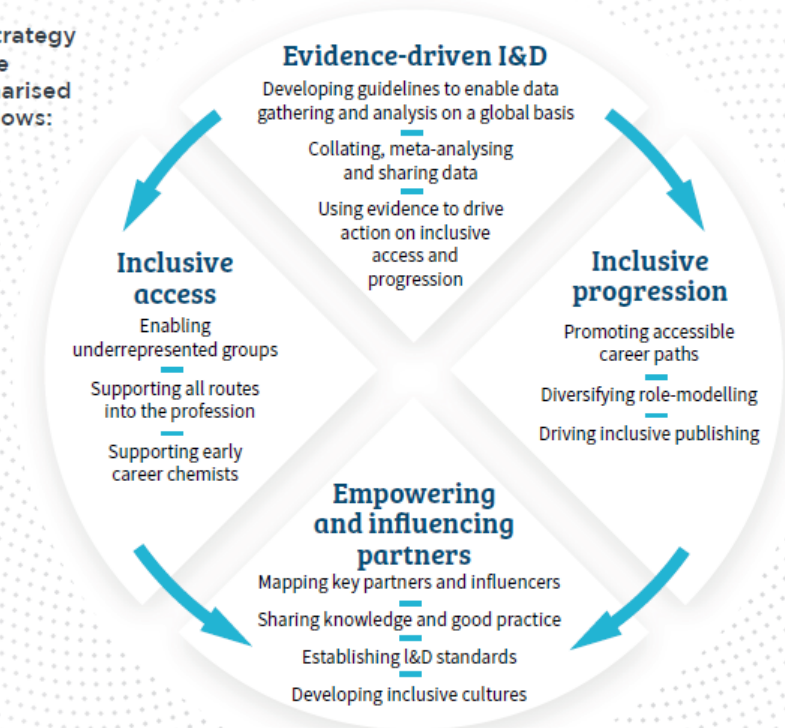 Evidence-driven I&D
Developing guidelines to enable data
gathering and analysis on a global basis
Collating, meta-analysing
and sharing data
Using evidence to drive
action on inclusive
access and
progression
Inclusive
access
Enabling
underrepresented groups
Supporting all routes
into the profession
Supporting early
career chemists
Inclusive
progression
Promoting accessible
career paths
Diversifying role-modelling
Driving inclusive publishing
Empowering
and influencing
partners
Mapping key partners and influencers
Sharing knowledge and good practice
Establishing I&D standards
Developing inclusive cultures